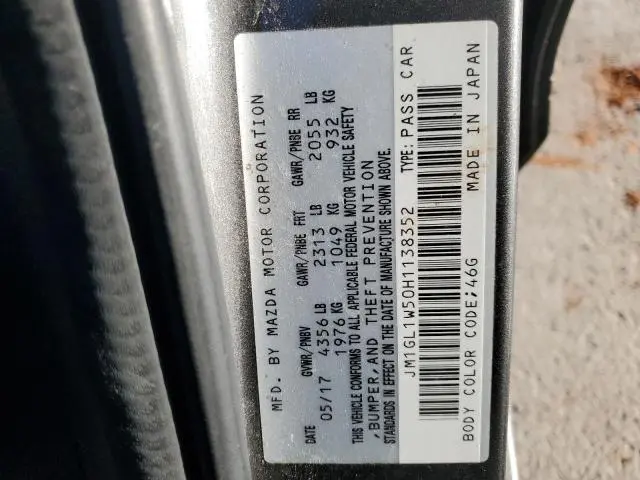 MFD. BY MAZDA MOTOR CORPORATION
DATE GVWR/PNBV GAWR/PNBE FRT GAWR/PNBE RR
05/17 4356 LB 2313 LB 2055 LB
1976 KG 1049 KG 932 KG
THIS VEHICLE CONFORMS TO ALL APPLICABLE FEDERAL MOTOR VEHICLE SAFETY
,BUMPER,AND THEFT PREVENTION
STANDARDS IN EFFECT ON THE DATE OF MANUFACTURE SHOWN ABOVE.
JM1GL1W50H1138352 TYPE: PASS CAR
BODY COLOR CODE;46G MADE IN JAPAN